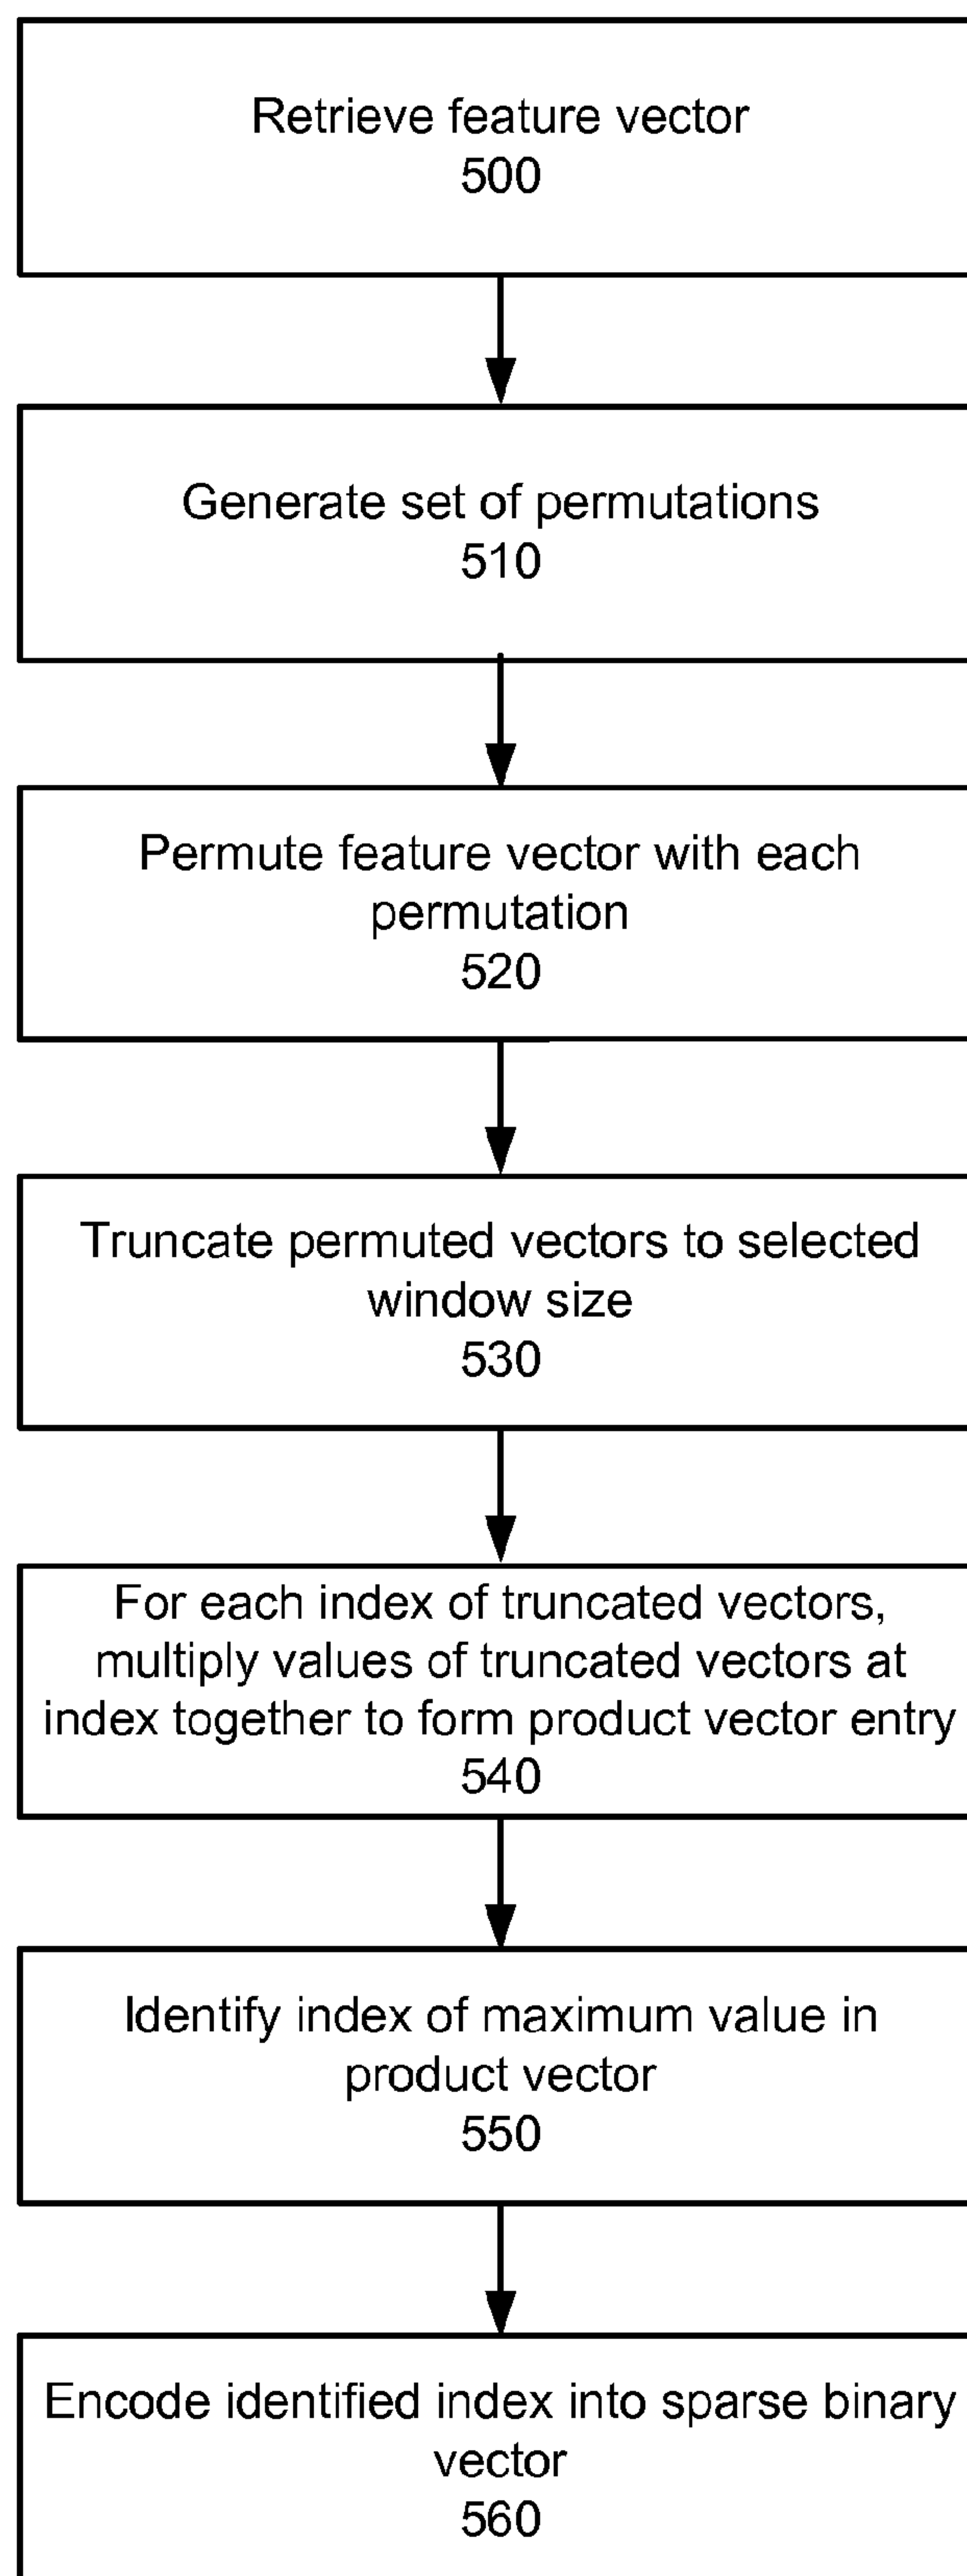 Retrieve feature vector
500
Generate set of permutations
510
Permute feature vector with each
permutation
520
Truncate permuted vectors to selected
window size
530
For each index of truncated vectors,
multiply values of truncated vectors at
index together to form product vector entry
540
Identify index of maximum value in
product vector
550
Encode identified index into sparse binary
vector
560